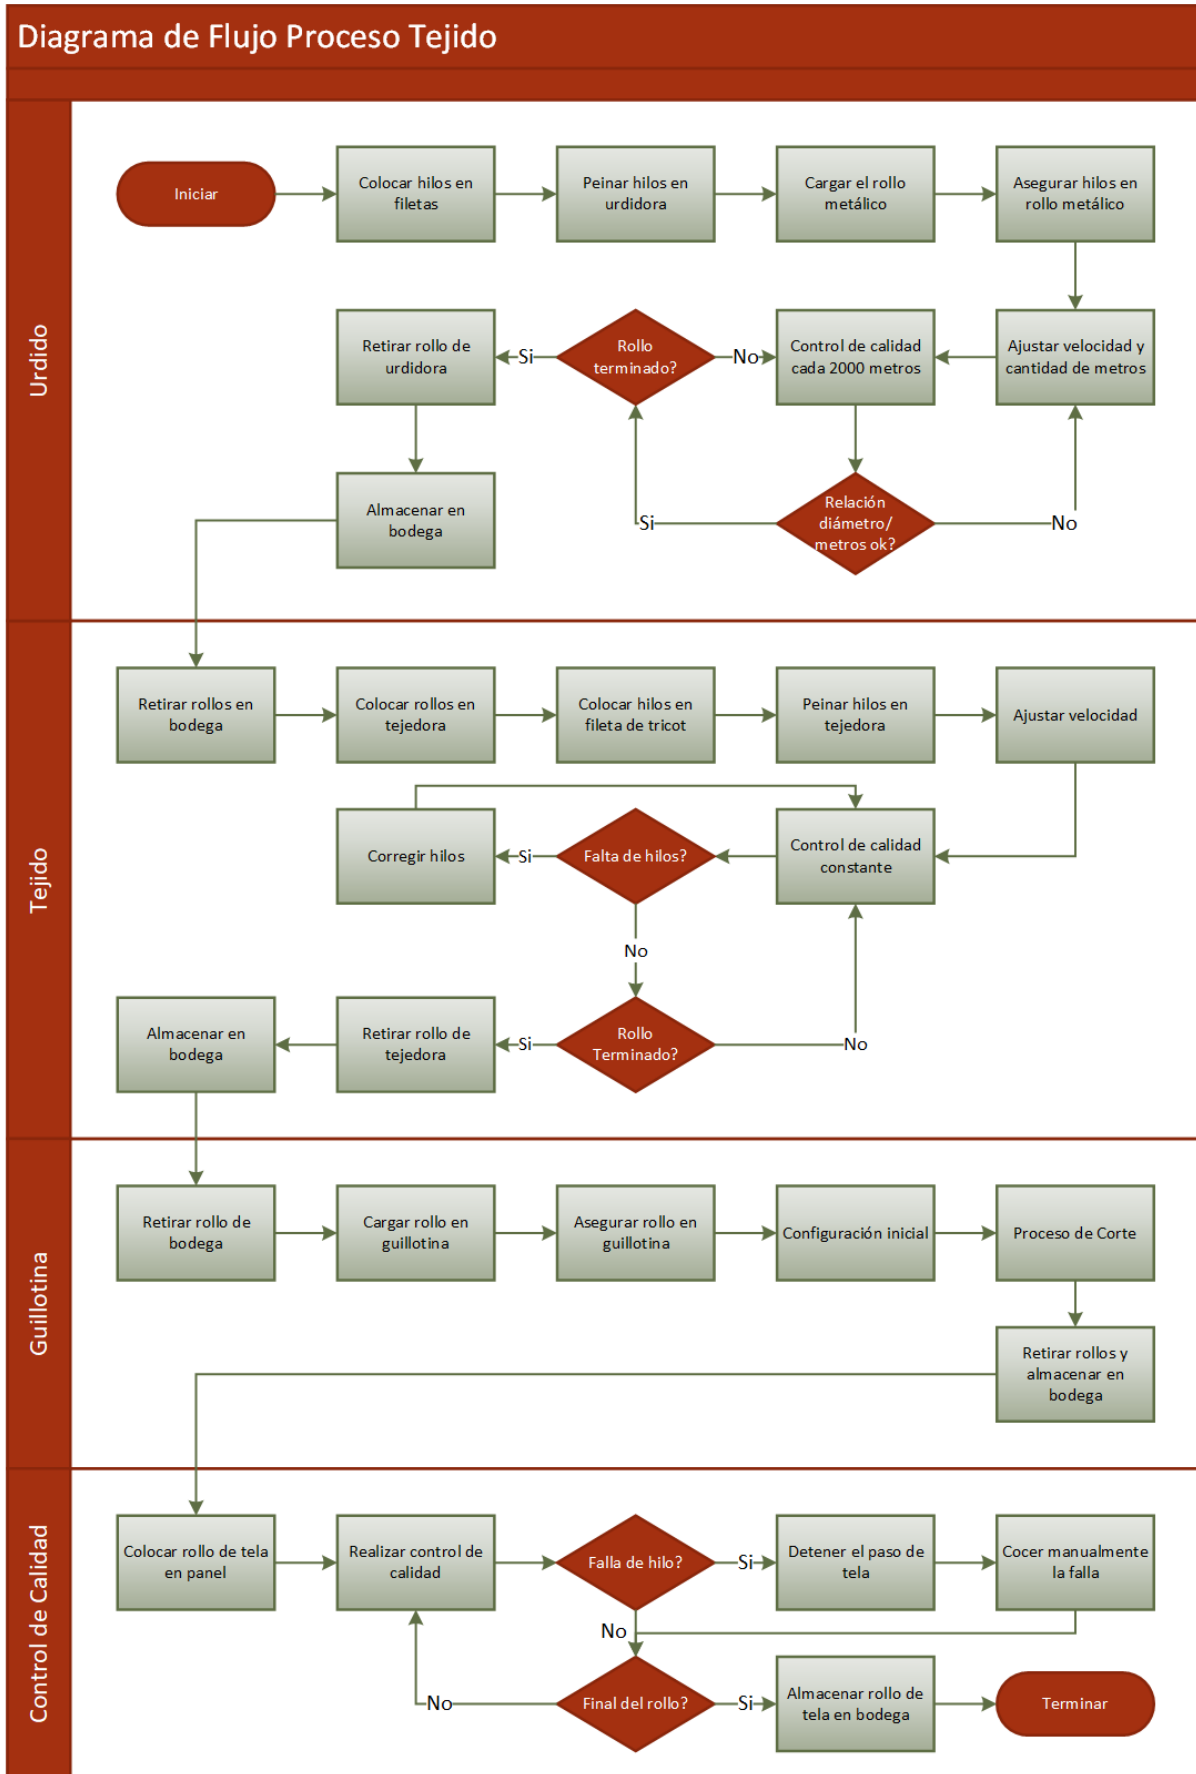 Diagrama de Flujo Proceso Tejido
Urdido
Iniciar
Colocar hilos en
filetas
Peinar hilos en
urdidora
Cargar el rollo
metálico
Asegurar hilos en
rollo metálico
Retirar rollo de
urdidora
Si
Rollo
terminado?
No
Control de calidad
cada 2000 metros
Ajustar velocidad y
cantidad de metros
Almacenar en
bodega
Si
Relación
diámetro/
metros ok?
No
Tejido
Retirar rollos en
bodega
Colocar rollos en
tejedora
Colocar hilos en
fileta de tricot
Peinar hilos en
tejedora
Ajustar velocidad
Corregir hilos
Si
Falta de hilos?
Control de calidad
constante
No
Almacenar en
bodega
Retirar rollo de
tejedora
Si
Rollo
Terminado?
No
Guillotina
Retirar rollo de
bodega
Cargar rollo en
guillotina
Asegurar rollo en
guillotina
Configuración inicial
Proceso de Corte
Retirar rollos y
almacenar en
bodega
Control de Calidad
Colocar rollo de tela
en panel
Realizar control de
calidad
Falla de hilo?
Si
Detener el paso de
tela
Cocer manualmente
la falla
No
No
Final del rollo?
Si
Almacenar rollo de
tela en bodega
Terminar